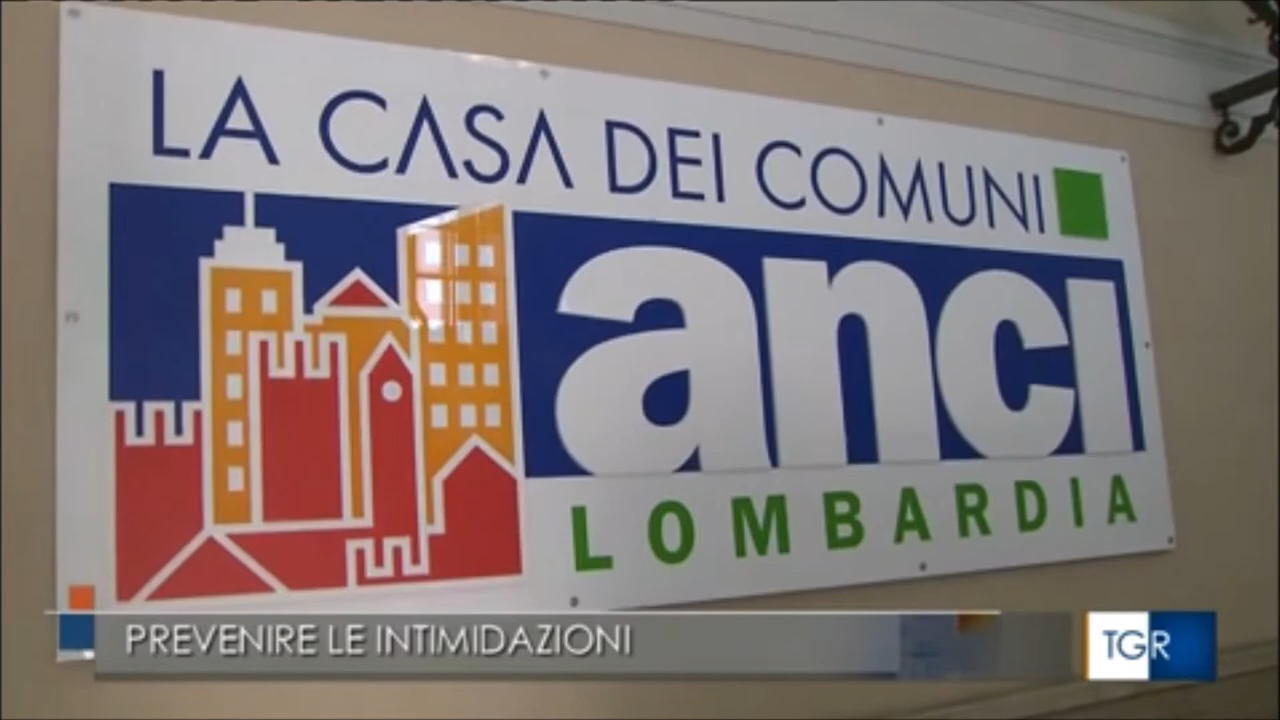 LA CASA DEI COMUNI
anci
LOMBARDIA
PREVENIRE LE INTIMIDAZIONI
TGR